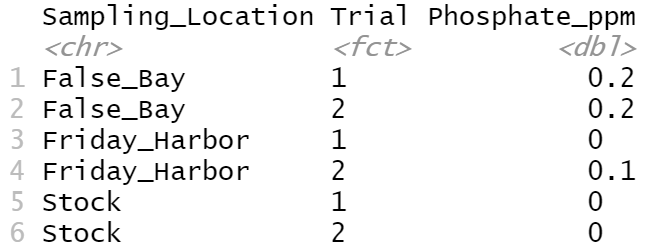 Sampling_Location Trial Phosphate_ppm
<chr> <fct> <dbl>
1 False_Bay 1 0.2
2 False_Bay 2 0.2
3 Friday_Harbor 1 0
4 Friday_Harbor 2 0.1
5 Stock 1 0
6 Stock 2 0